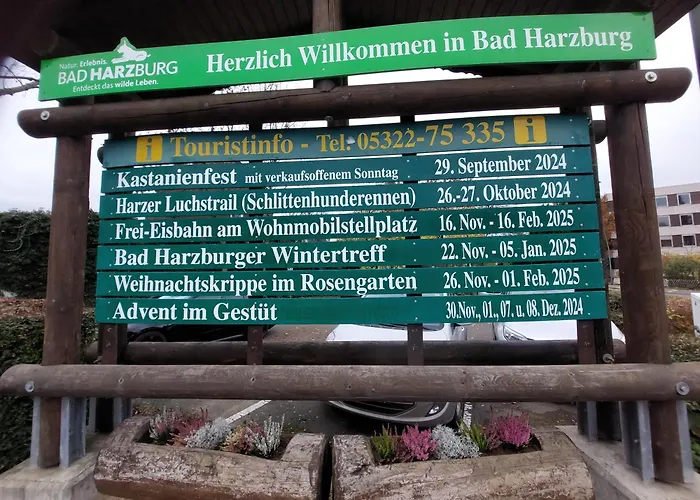 Natur. Erlebnis.
BAD HARZBURG
Entdeckt das wilde Leben.
Herzlich Willkommen in Bad Harzburg
i Touristinfo - Tel. 05322-75 335 i
Kastanienfest mit verkaufsoffenem Sonntag 29. September 2024
Harzer Luchstrail (Schlittenhunderennen) 26.-27. Oktober 2024
Frei-Eisbahn am Wohnmobilstellplatz 16. Nov. - 16. Feb. 2025
Bad Harzburger Wintertreff 22. Nov. - 05. Jan. 2025
Weihnachtskrippe im Rosengarten 26. Nov. - 01. Feb. 2025
Advent im Gestüt 30.Nov., 01., 07. u. 08. Dez. 2024